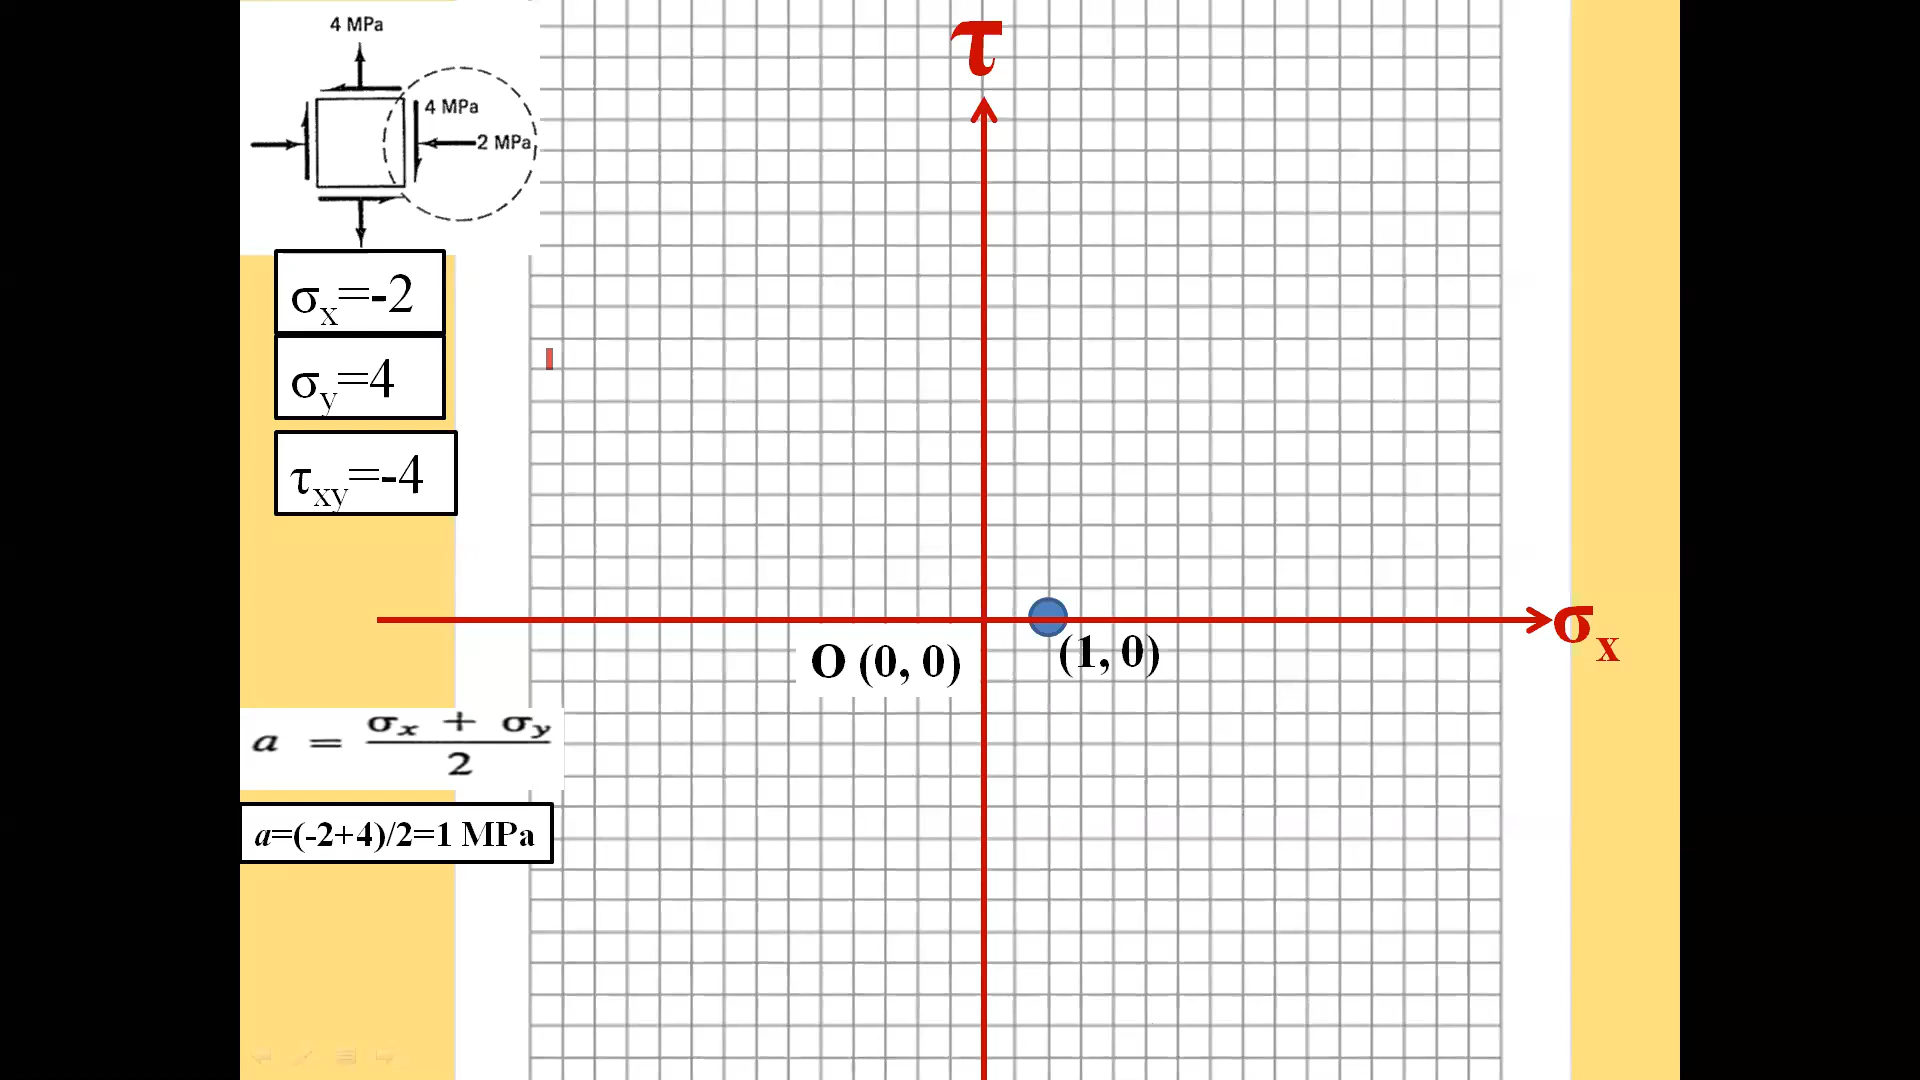 4 MPa
4 MPa
2 MPa
τ
σx=-2
σy=4
τxy=-4
σx
O (0, 0)
(1, 0)
a = σx + σy
2
a=(-2+4)/2=1 MPa